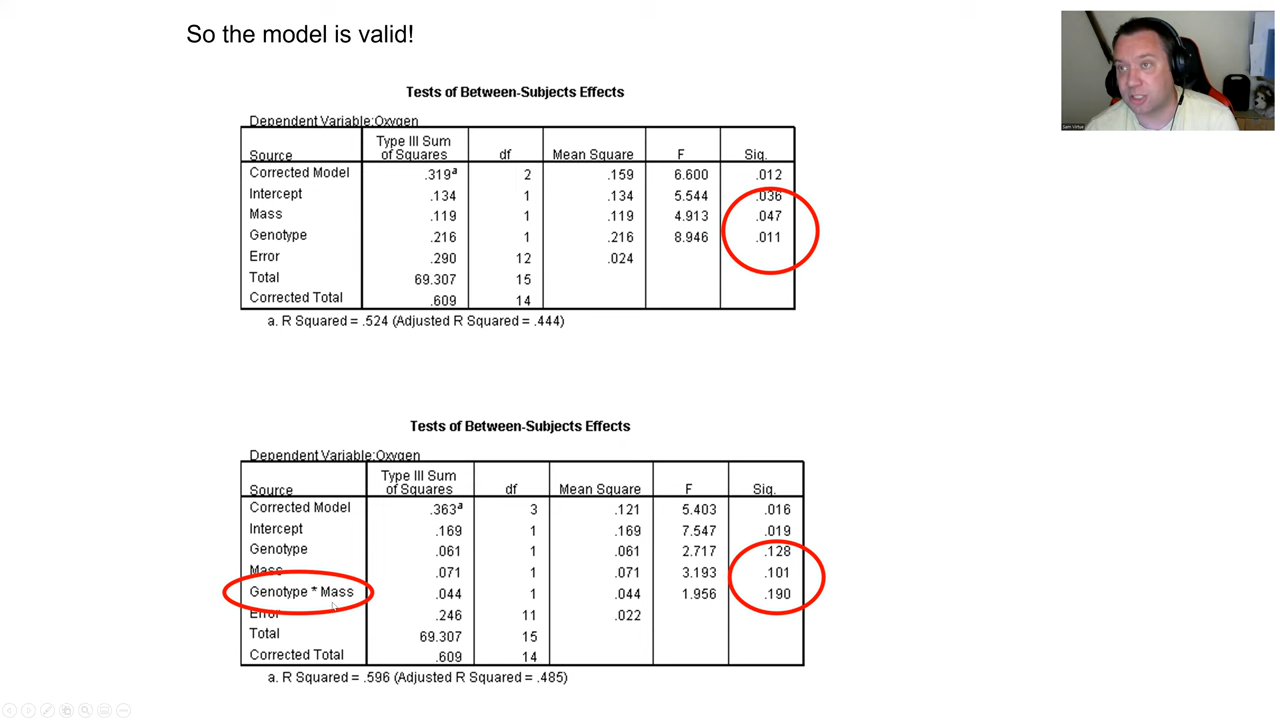 So the model is valid!
Tests of Between-Subjects Effects
Dependent Variable:Oxygen
Source Type III Sum of Squares df Mean Square F Sig.
Corrected Model .319a 2 .159 6.600 .012
Intercept .134 1 .134 5.544 .036
Mass .119 1 .119 4.913 .047
Genotype .216 1 .216 8.946 .011
Error .290 12 .024
Total 69.307 15
Corrected Total .609 14
a. R Squared = .524 (Adjusted R Squared = .444)
Tests of Between-Subjects Effects
Dependent Variable:Oxygen
Source Type III Sum of Squares df Mean Square F Sig.
Corrected Model .363a 3 .121 5.403 .016
Intercept .169 1 .169 7.547 .019
Genotype .061 1 .061 2.717 .128
Mass .071 1 .071 3.193 .101
Genotype * Mass .044 1 .044 1.956 .190
Error .246 11 .022
Total 69.307 15
Corrected Total .609 14
a. R Squared = .596 (Adjusted R Squared = .485)
Sam Virtue